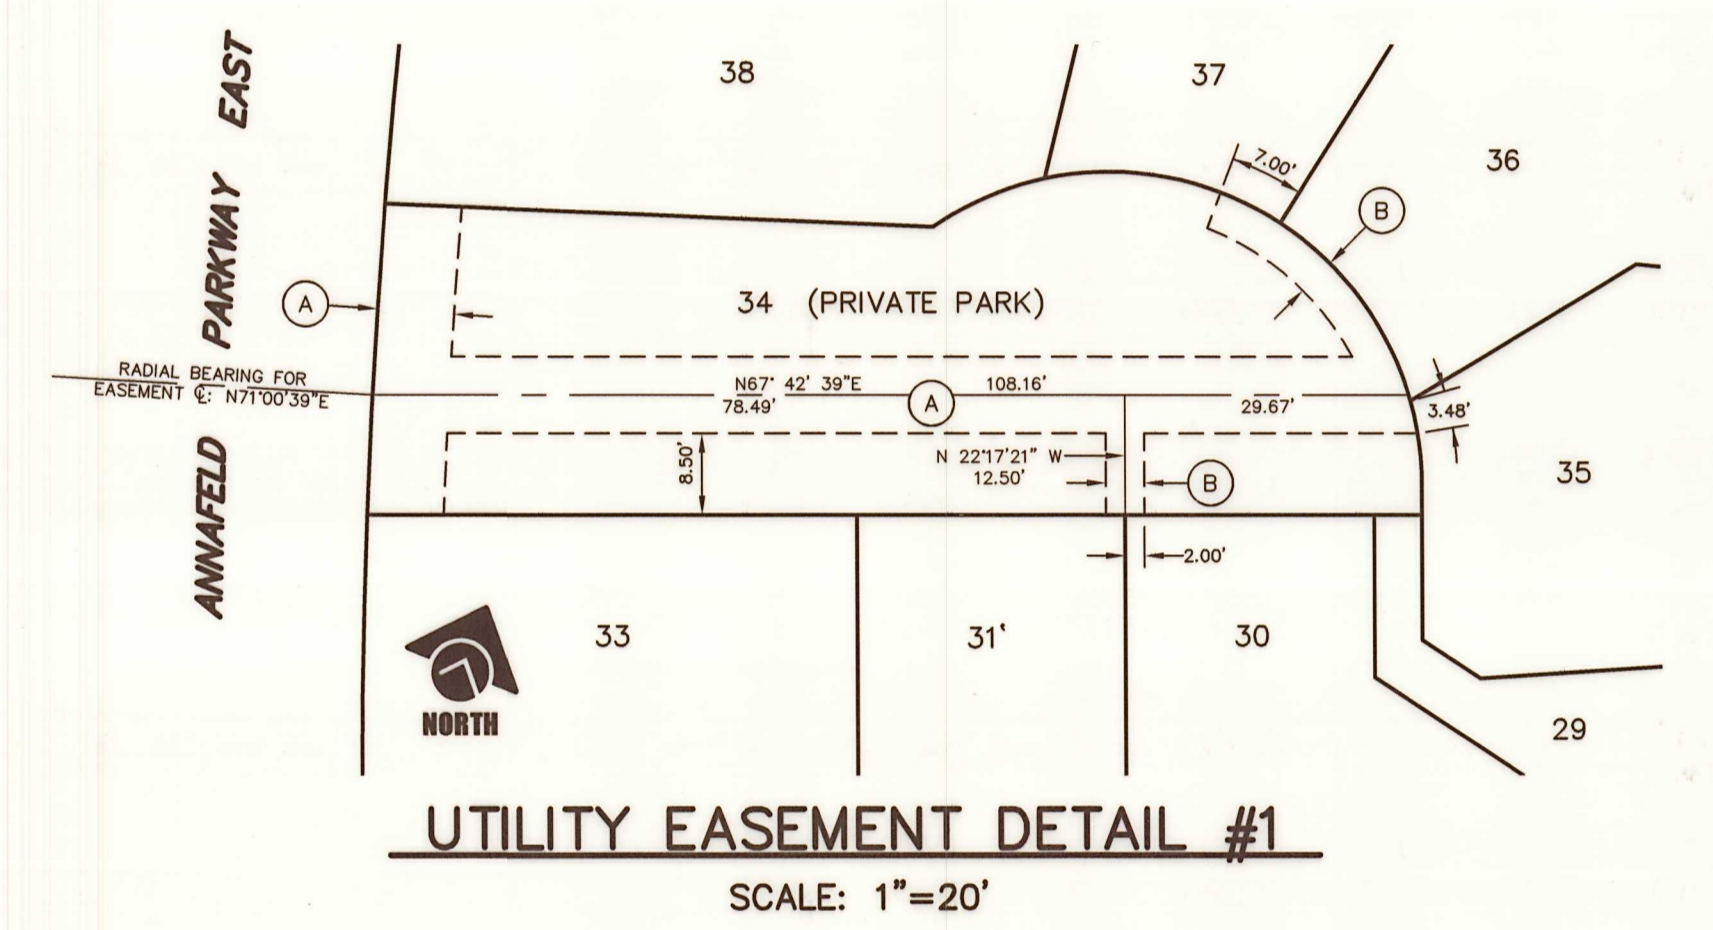 ANNAFELD PARKWAY EAST
38
37
36
7.00'
B
A
34 (PRIVATE PARK)
RADIAL BEARING FOR
EASEMENT ℄: N71°00'39"E
N67° 42' 39"E 108.16'
78.49' A 29.67'
3.48'
8.50'
N 22°17'21" W
12.50'
B
35
2.00'
33
31'
30
29
NORTH
UTILITY EASEMENT DETAIL #1
SCALE: 1"=20'